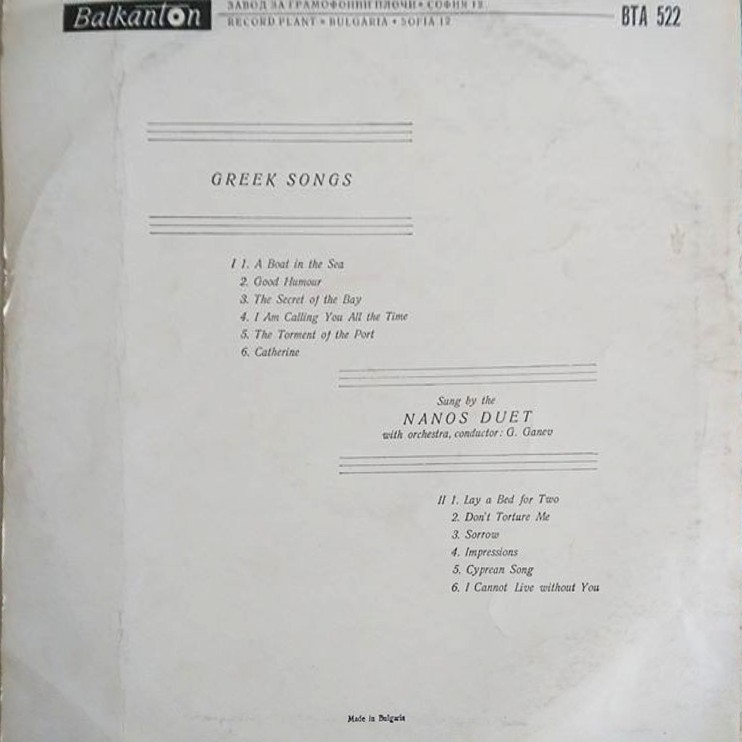 Balkanton
ЗАВОД ЗА ГРАМОФОННИ ПЛОЧИ • СОФИЯ 12
RECORD PLANT • BULGARIA • SOFIA 12
BTA 522
GREEK SONGS
I 1. A Boat in the Sea
2. Good Humour
3. The Secret of the Bay
4. I Am Calling You All the Time
5. The Torment of the Port
6. Catherine
Sung by the
NANOS DUET
with orchestra, conductor: G. Ganev
II 1. Lay a Bed for Two
2. Don't Torture Me
3. Sorrow
4. Impressions
5. Cyprean Song
6. I Cannot Live without You
Made in Bulgaria